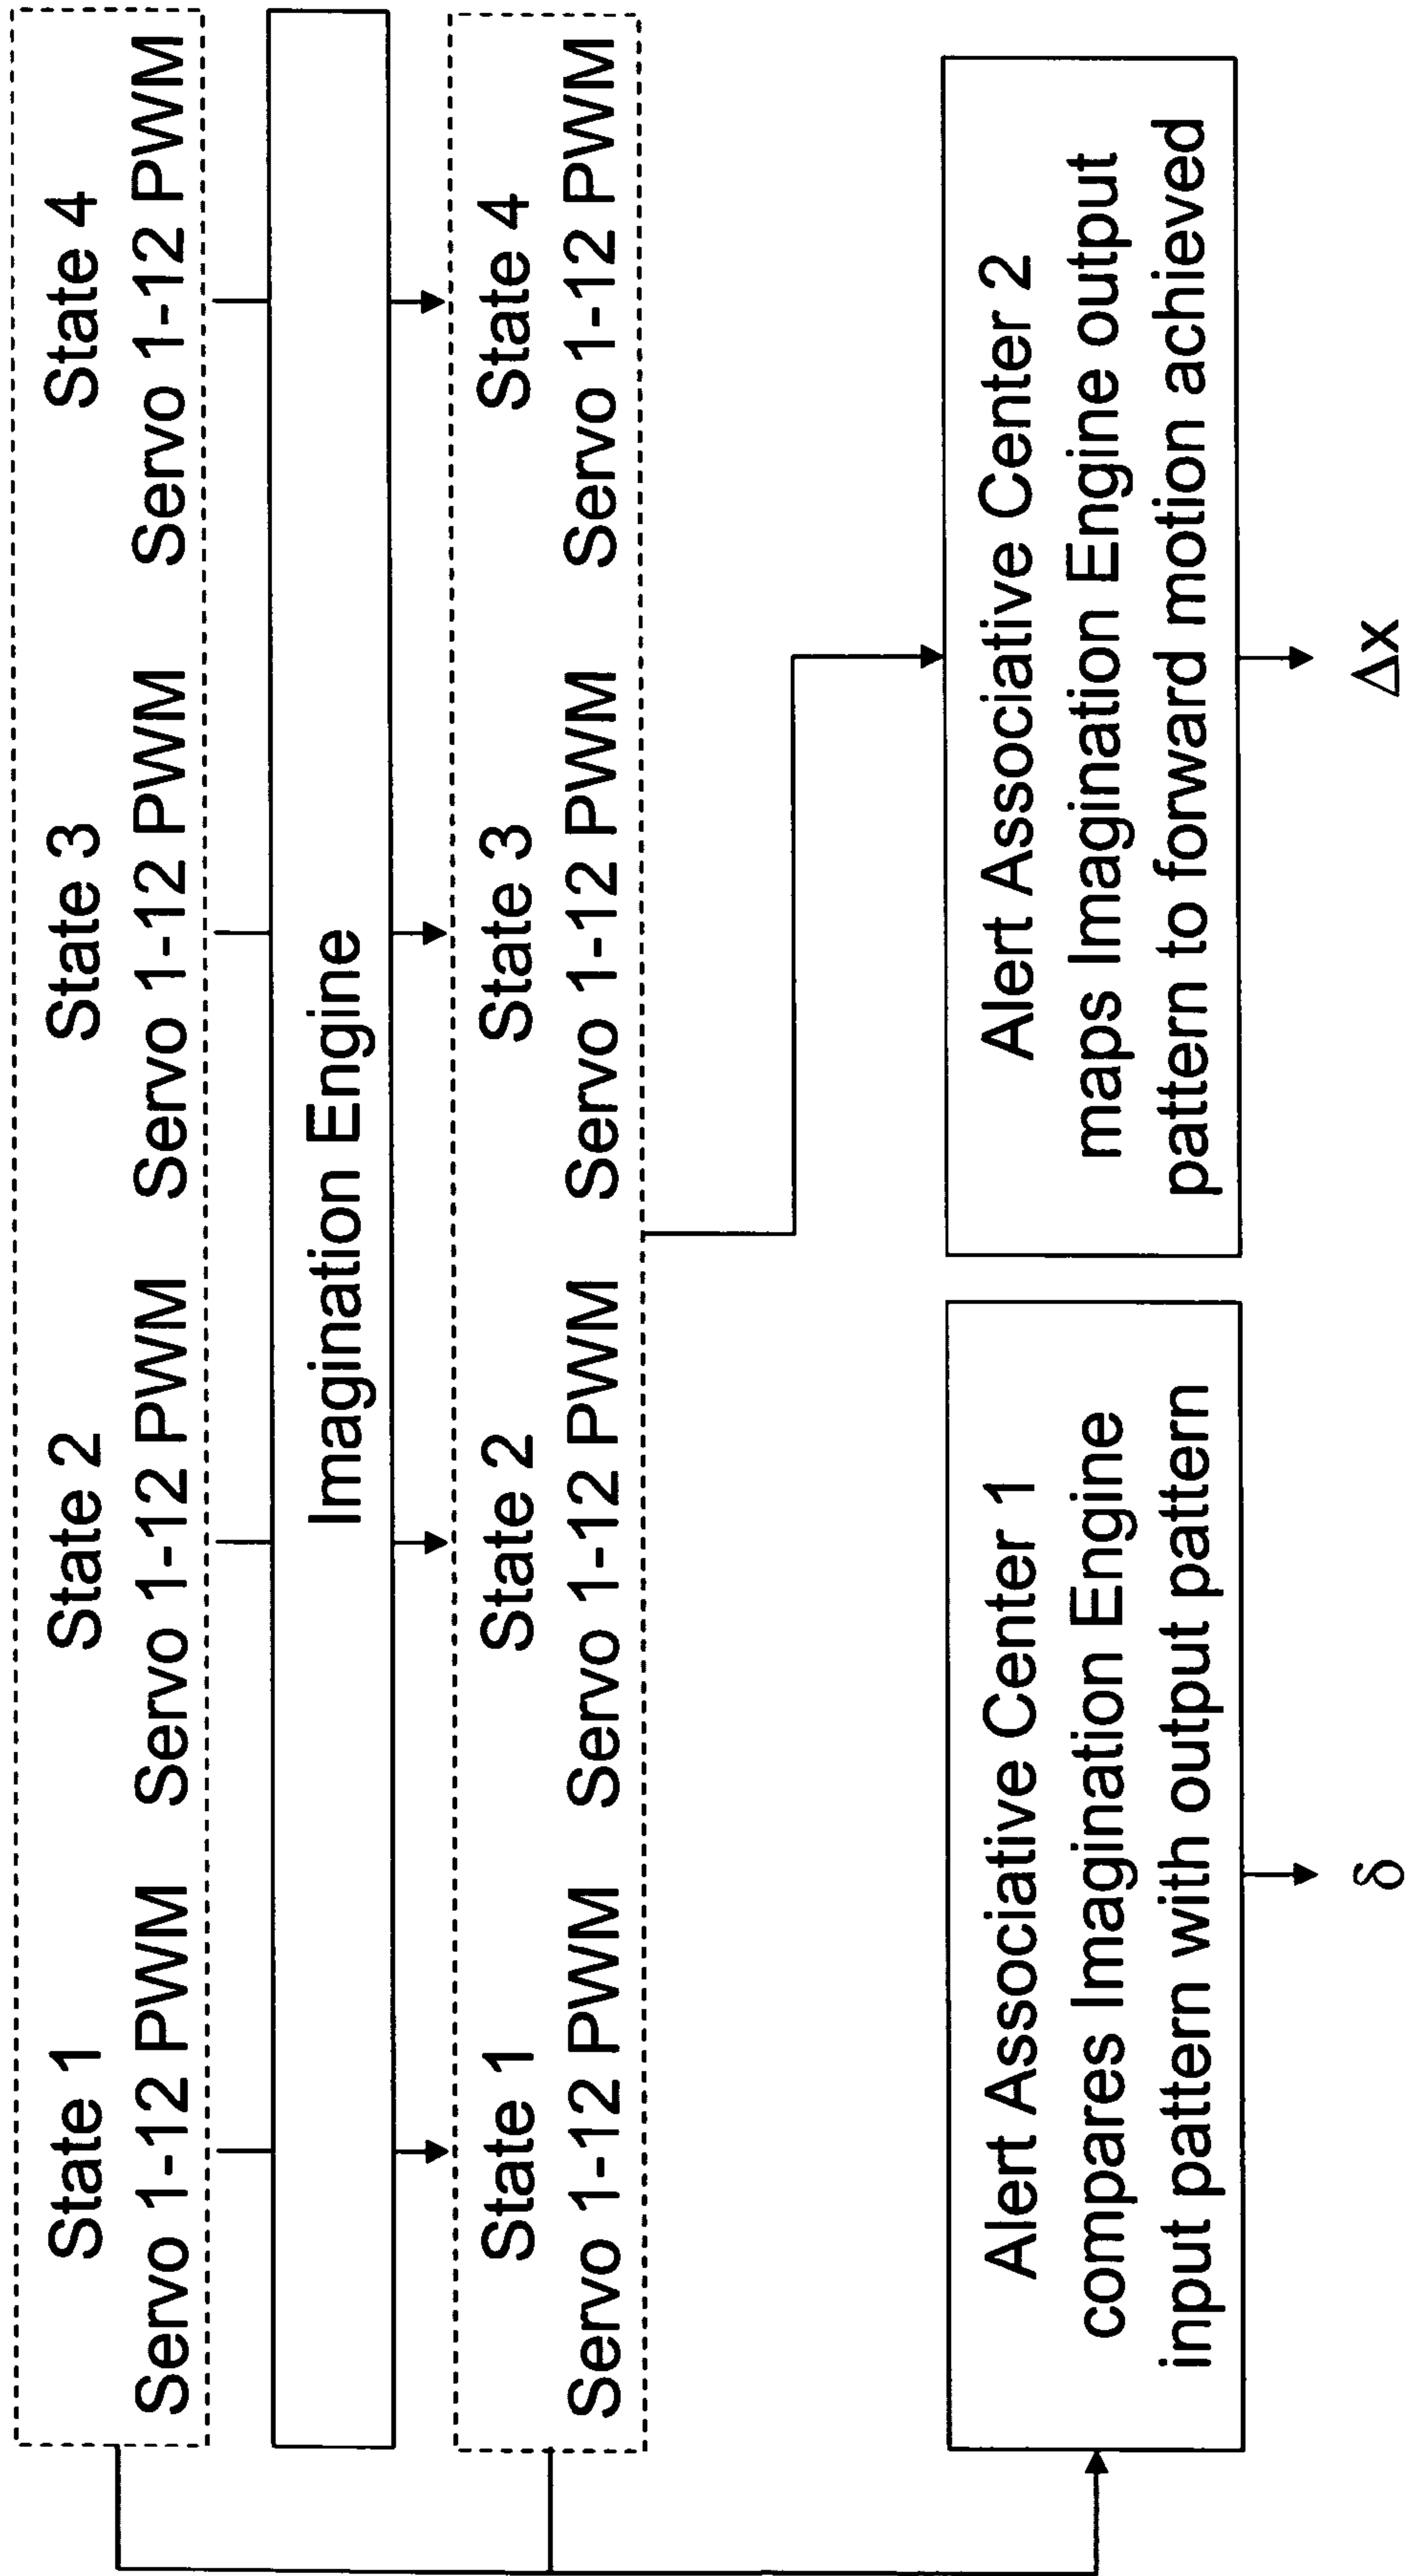 State 1
Servo 1-12 PWM
State 2
Servo 1-12 PWM
State 3
Servo 1-12 PWM
State 4
Servo 1-12 PWM
Imagination Engine
State 1
Servo 1-12 PWM
State 2
Servo 1-12 PWM
State 3
Servo 1-12 PWM
State 4
Servo 1-12 PWM
Alert Associative Center 1
compares Imagination Engine
input pattern with output pattern
δ
Alert Associative Center 2
maps Imagination Engine output
pattern to forward motion achieved
Δx